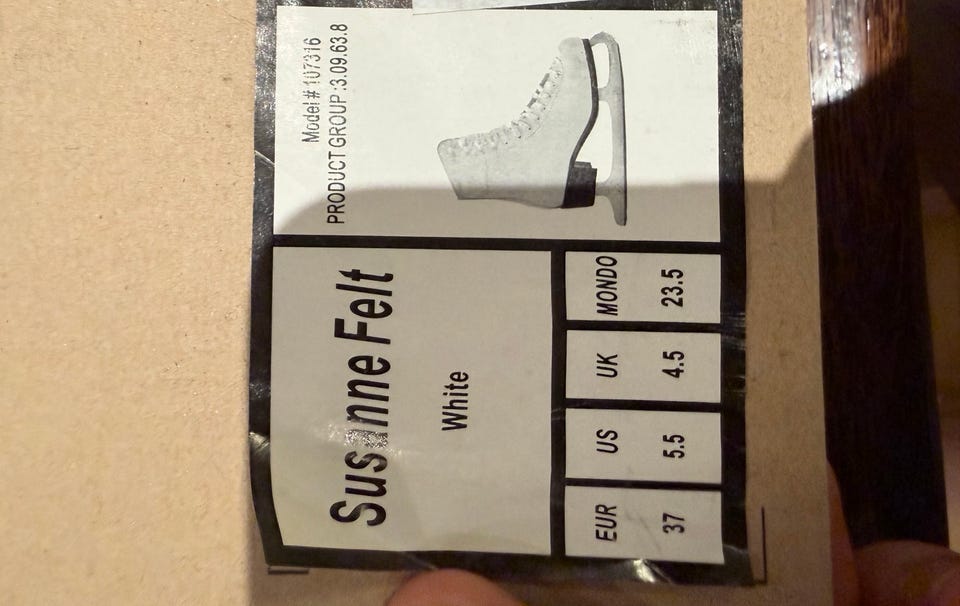 Model # 107316
PRODUCT GROUP :3.09.63.8
Susanne Felt
White
EUR US UK MONDO
37 5.5 4.5 23.5